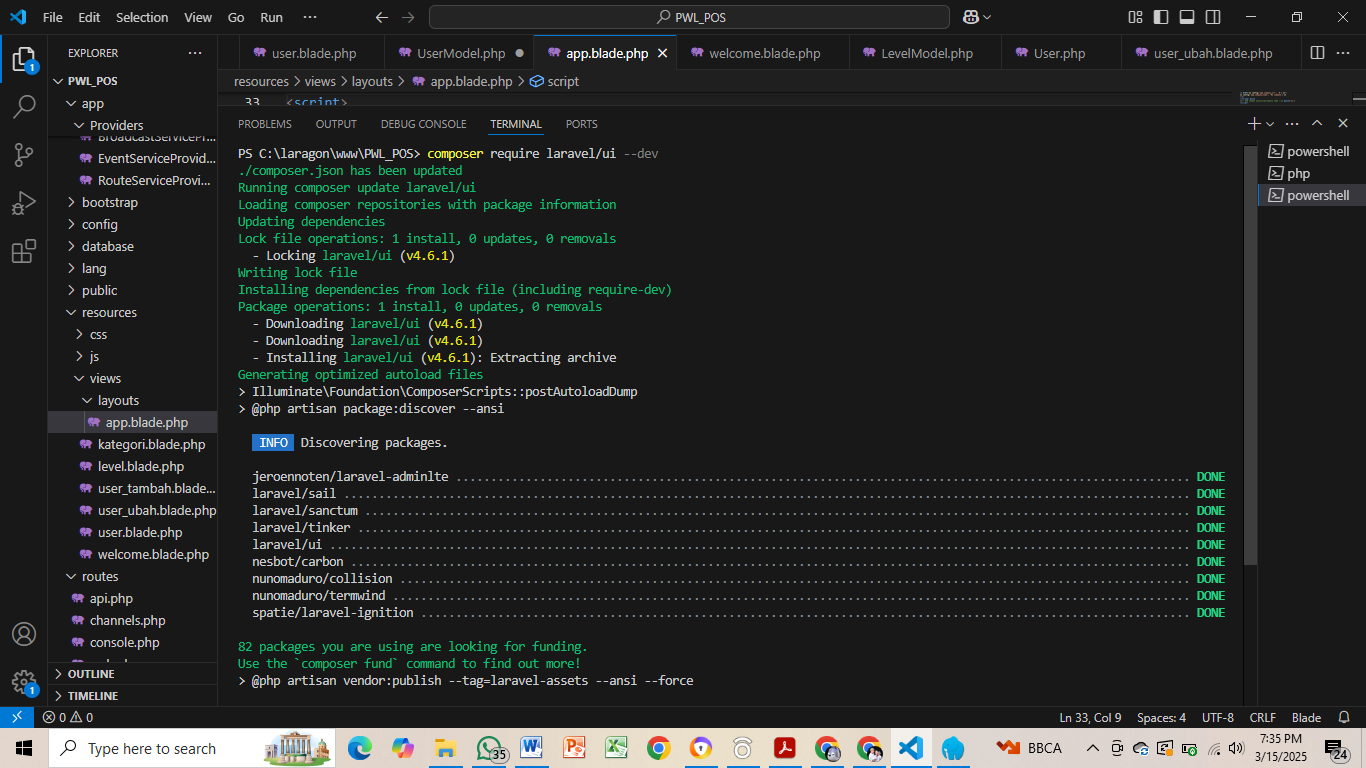 File Edit Selection View Go Run ··· PWL_POS
EXPLORER ···
PWL_POS
app
Providers
BroadcastServicePr...
EventServiceProvid...
RouteServiceProvi...
bootstrap
config
database
lang
public
resources
css
js
views
layouts
app.blade.php
kategori.blade.php
level.blade.php
user_tambah.blade...
user_ubah.blade.php
user.blade.php
welcome.blade.php
routes
api.php
channels.php
console.php
OUTLINE
TIMELINE
user.blade.php UserModel.php app.blade.php welcome.blade.php LevelModel.php User.php user_ubah.blade.php
resources > views > layouts > app.blade.php > script
33 <script>
PROBLEMS OUTPUT DEBUG CONSOLE TERMINAL PORTS
PS C:\laragon\www\PWL_POS> composer require laravel/ui --dev
./composer.json has been updated
Running composer update laravel/ui
Loading composer repositories with package information
Updating dependencies
Lock file operations: 1 install, 0 updates, 0 removals
- Locking laravel/ui (v4.6.1)
Writing lock file
Installing dependencies from lock file (including require-dev)
Package operations: 1 install, 0 updates, 0 removals
- Downloading laravel/ui (v4.6.1)
- Downloading laravel/ui (v4.6.1)
- Installing laravel/ui (v4.6.1): Extracting archive
Generating optimized autoload files
> Illuminate\Foundation\ComposerScripts::postAutoloadDump
> @php artisan package:discover --ansi
INFO Discovering packages.
jeroennoten/laravel-adminlte ........ DONE
laravel/sail ........ DONE
laravel/sanctum ........ DONE
laravel/tinker ........ DONE
laravel/ui ........ DONE
nesbot/carbon ........ DONE
nunomaduro/collision ........ DONE
nunomaduro/termwind ........ DONE
spatie/laravel-ignition ........ DONE
82 packages you are using are looking for funding.
Use the `composer fund` command to find out more!
> @php artisan vendor:publish --tag=laravel-assets --ansi --force
powershell
php
powershell
1
1
0 0 Ln 33, Col 9 Spaces: 4 UTF-8 CRLF Blade
Type here to search 35 BBCA 7:35 PM
3/15/2025 24